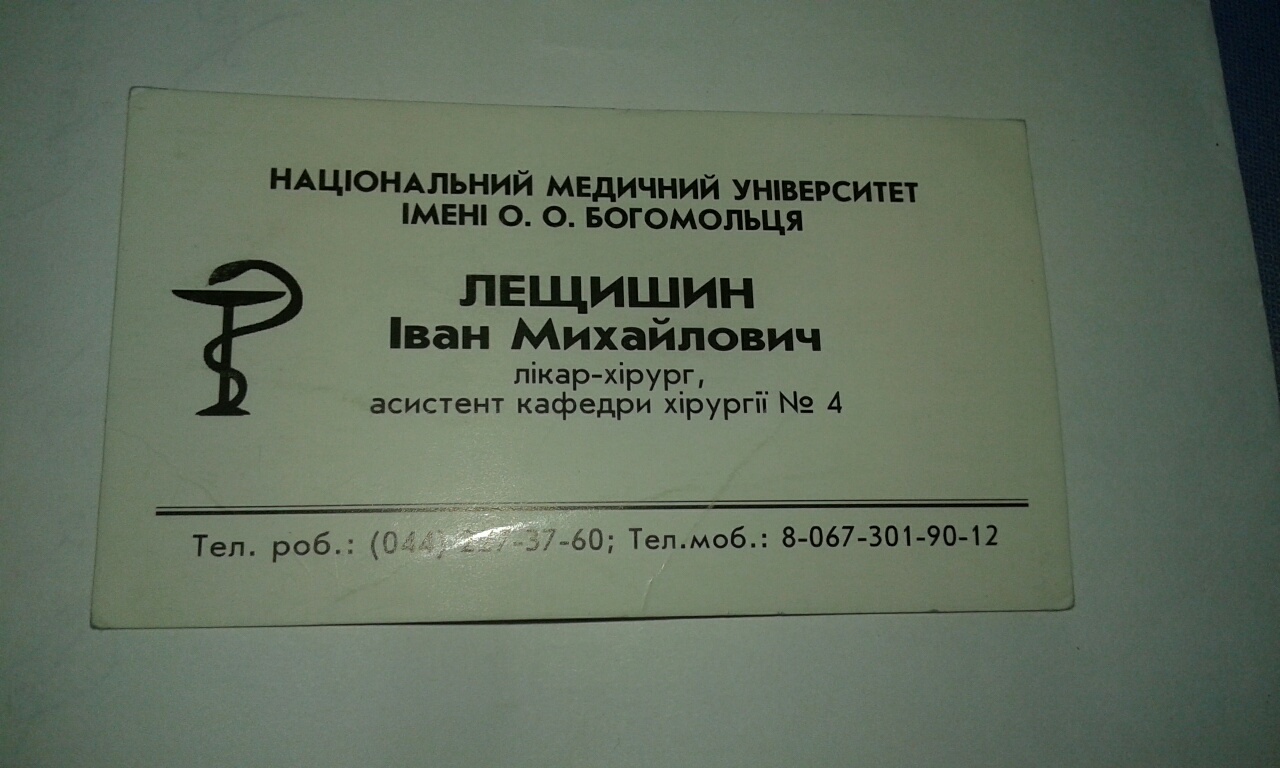 НАЦІОНАЛЬНИЙ МЕДИЧНИЙ УНІВЕРСИТЕТ
ІМЕНІ О. О. БОГОМОЛЬЦЯ
ЛЕЩИШИН
Іван Михайлович
лікар-хірург,
асистент кафедри хірургії № 4
Тел. роб.: (044) 227-37-60; Тел.моб.: 8-067-301-90-12